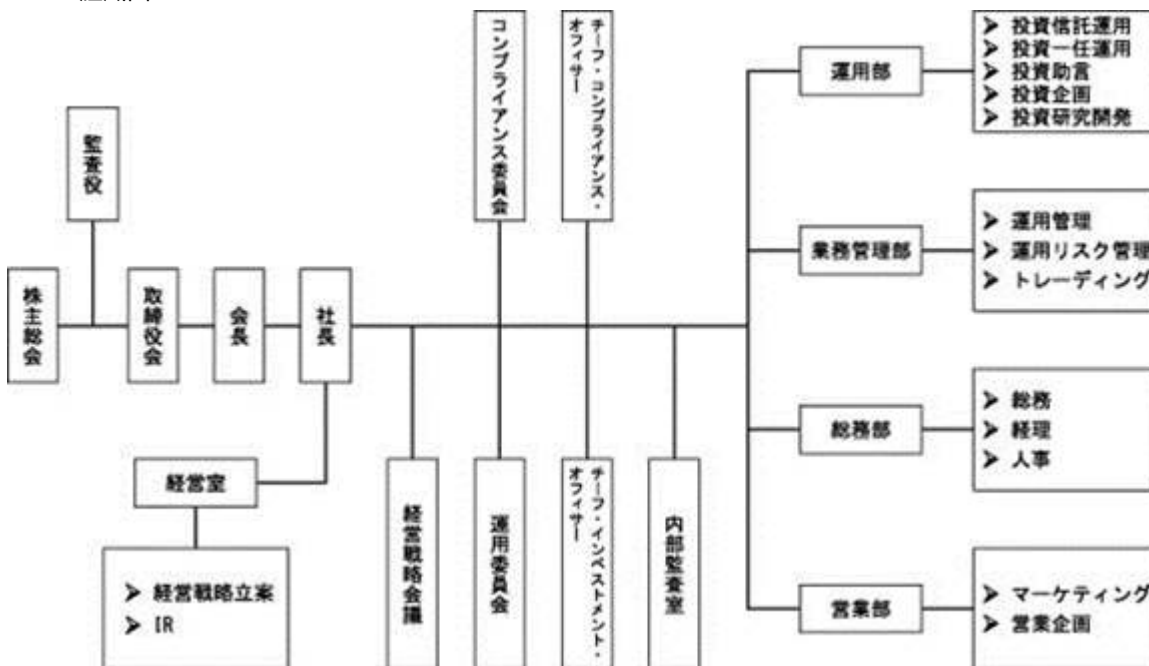 監査役
株主総会
取締役会
会長
社長
経営室
➤ 経営戦略立案
➤ IR
コンプライアンス委員会
チーフ・コンプライアンス・
オフィサー
経営戦略会議
運用委員会
チーフ・インベストメント・
オフィサー
内部監査室
運用部
➤ 投資信託運用
➤ 投資一任運用
➤ 投資助言
➤ 投資企画
➤ 投資研究開発
業務管理部
➤ 運用管理
➤ 運用リスク管理
➤ トレーディング
総務部
➤ 総務
➤ 経理
➤ 人事
営業部
➤ マーケティング
➤ 営業企画